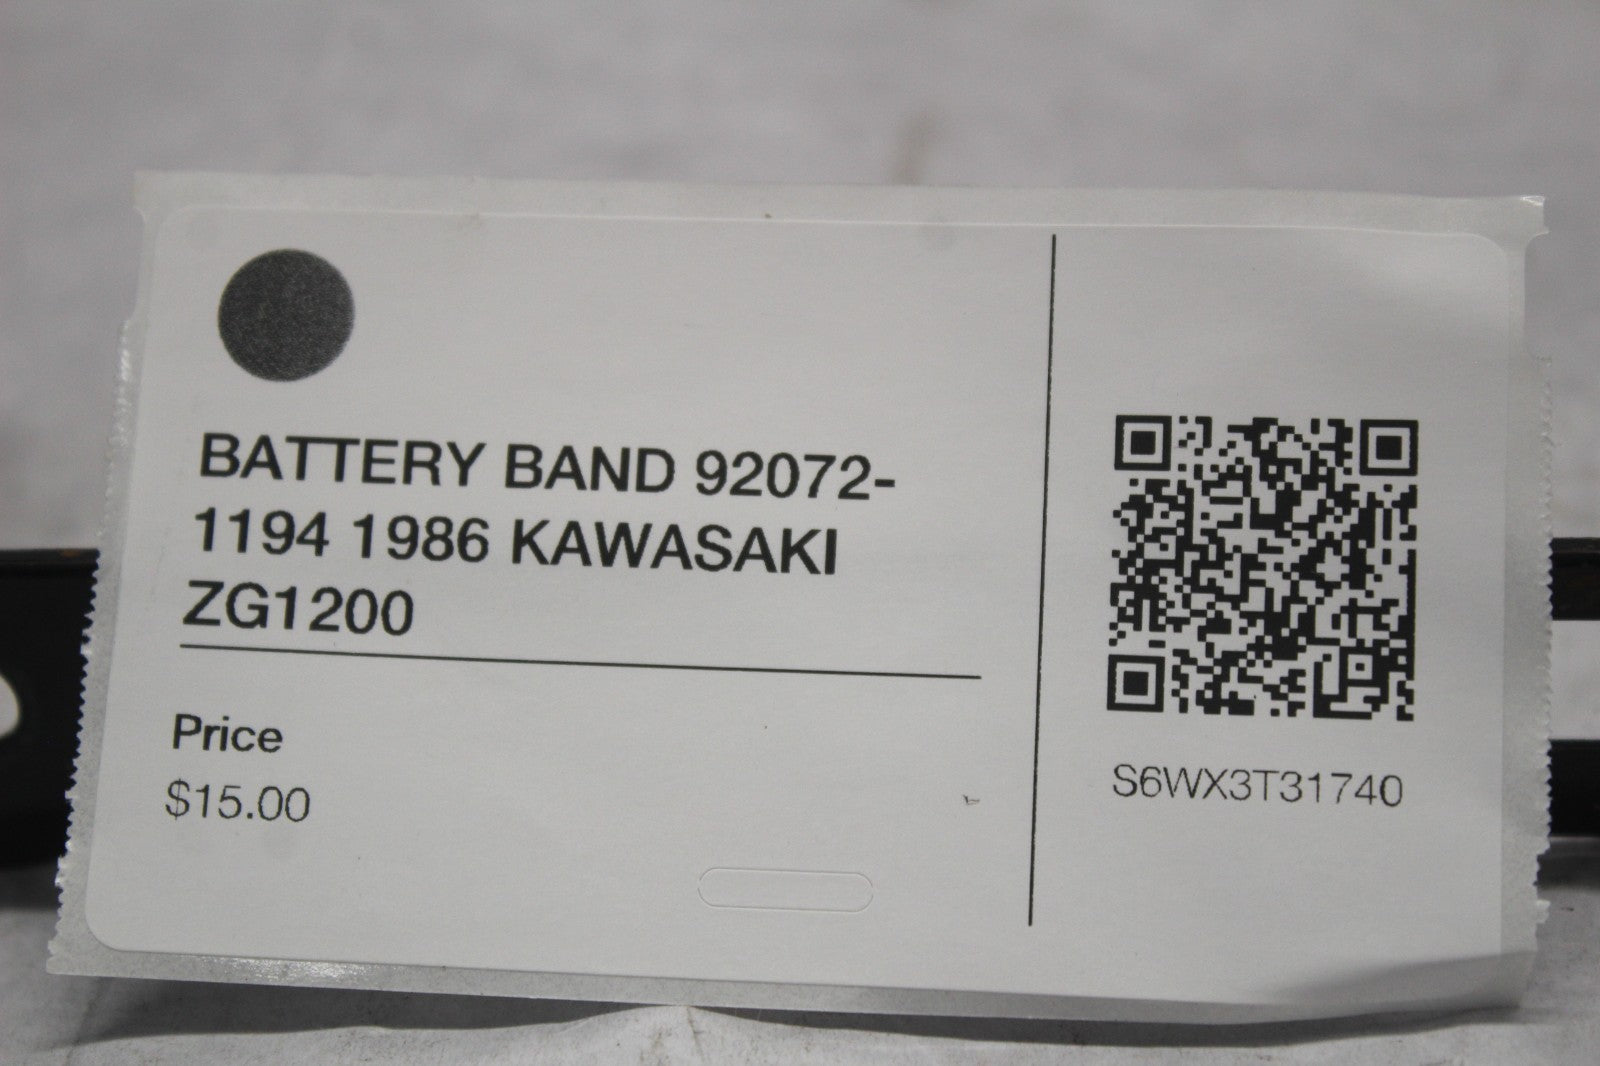 BATTERY BAND 92072-
1194 1986 KAWASAKI
ZG1200
Price
$15.00
S6WX3T31740